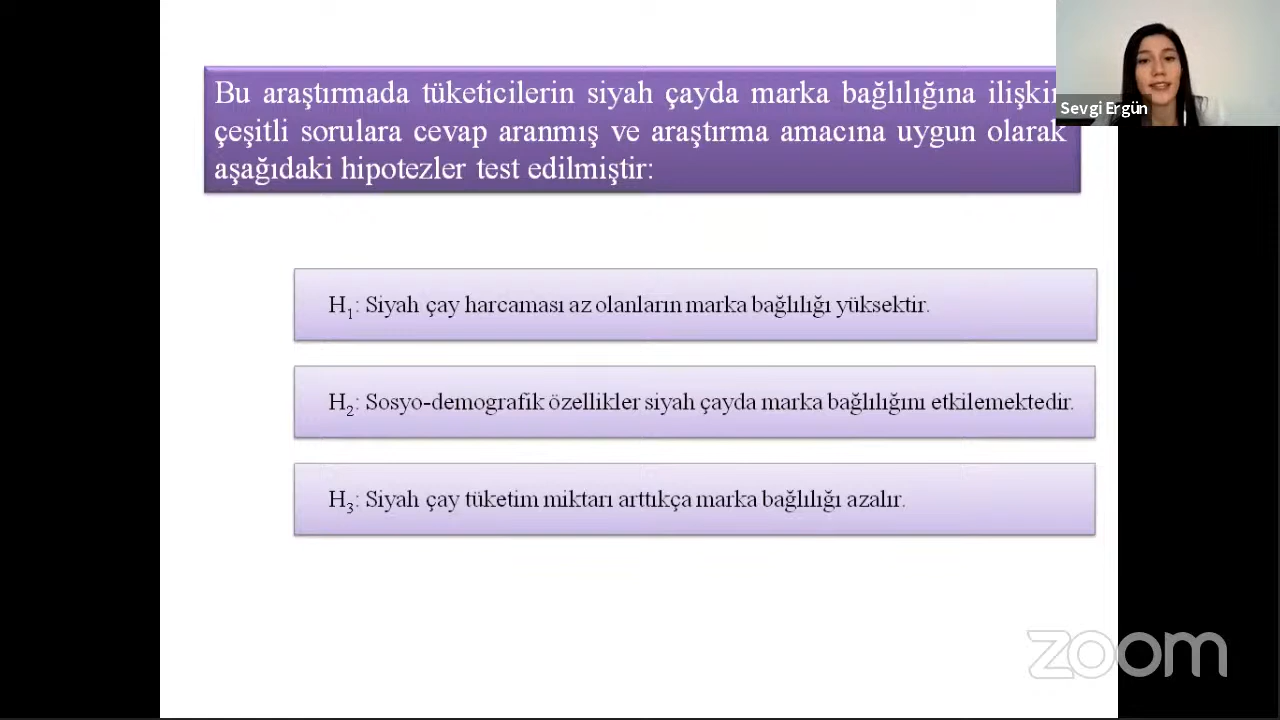 Bu araştırmada tüketicilerin siyah çayda marka bağlılığına
çeşitli sorulara cevap aranmış ve araştırma amacına uygun olarak
aşağıdaki hipotezler test edilmiştir:
Sevgi Ergün
H1: Siyah çay harcaması az olanların marka bağlılığı yüksektir.
H2: Sosyo-demografik özellikler siyah çayda marka bağlılığını etkilemektedir.
H3: Siyah çay tüketim miktarı arttıkça marka bağlılığı azalır.
zoom